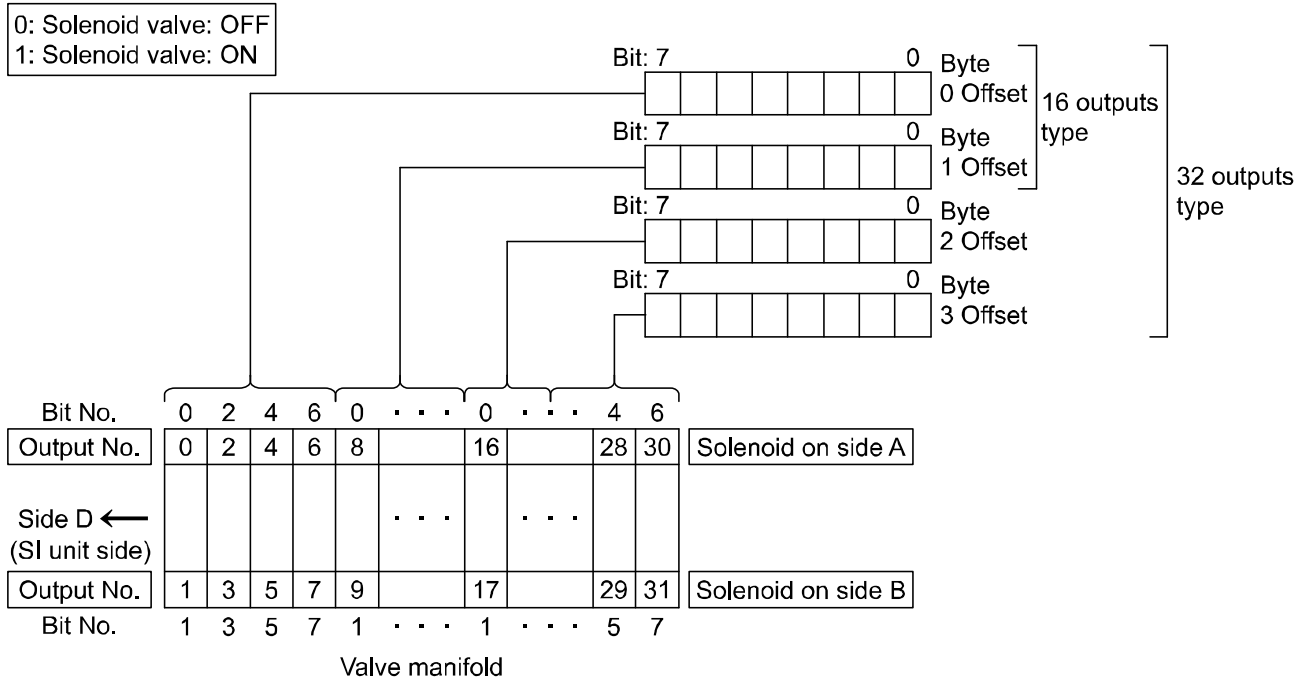 0: Solenoid valve: OFF
1: Solenoid valve: ON
Bit: 7 0 Byte
0 Offset
Bit: 7 0 Byte
1 Offset
16 outputs
type
Bit: 7 0 Byte
2 Offset
Bit: 7 0 Byte
3 Offset
32 outputs
type
Bit No. 0 2 4 6 0 · · · 0 · · · 4 6
Output No. 0 2 4 6 8 16 28 30 Solenoid on side A
Side D ← · · · · · ·
(SI unit side)
Output No. 1 3 5 7 9 17 29 31 Solenoid on side B
Bit No. 1 3 5 7 1 · · · 1 · · · 5 7
Valve manifold